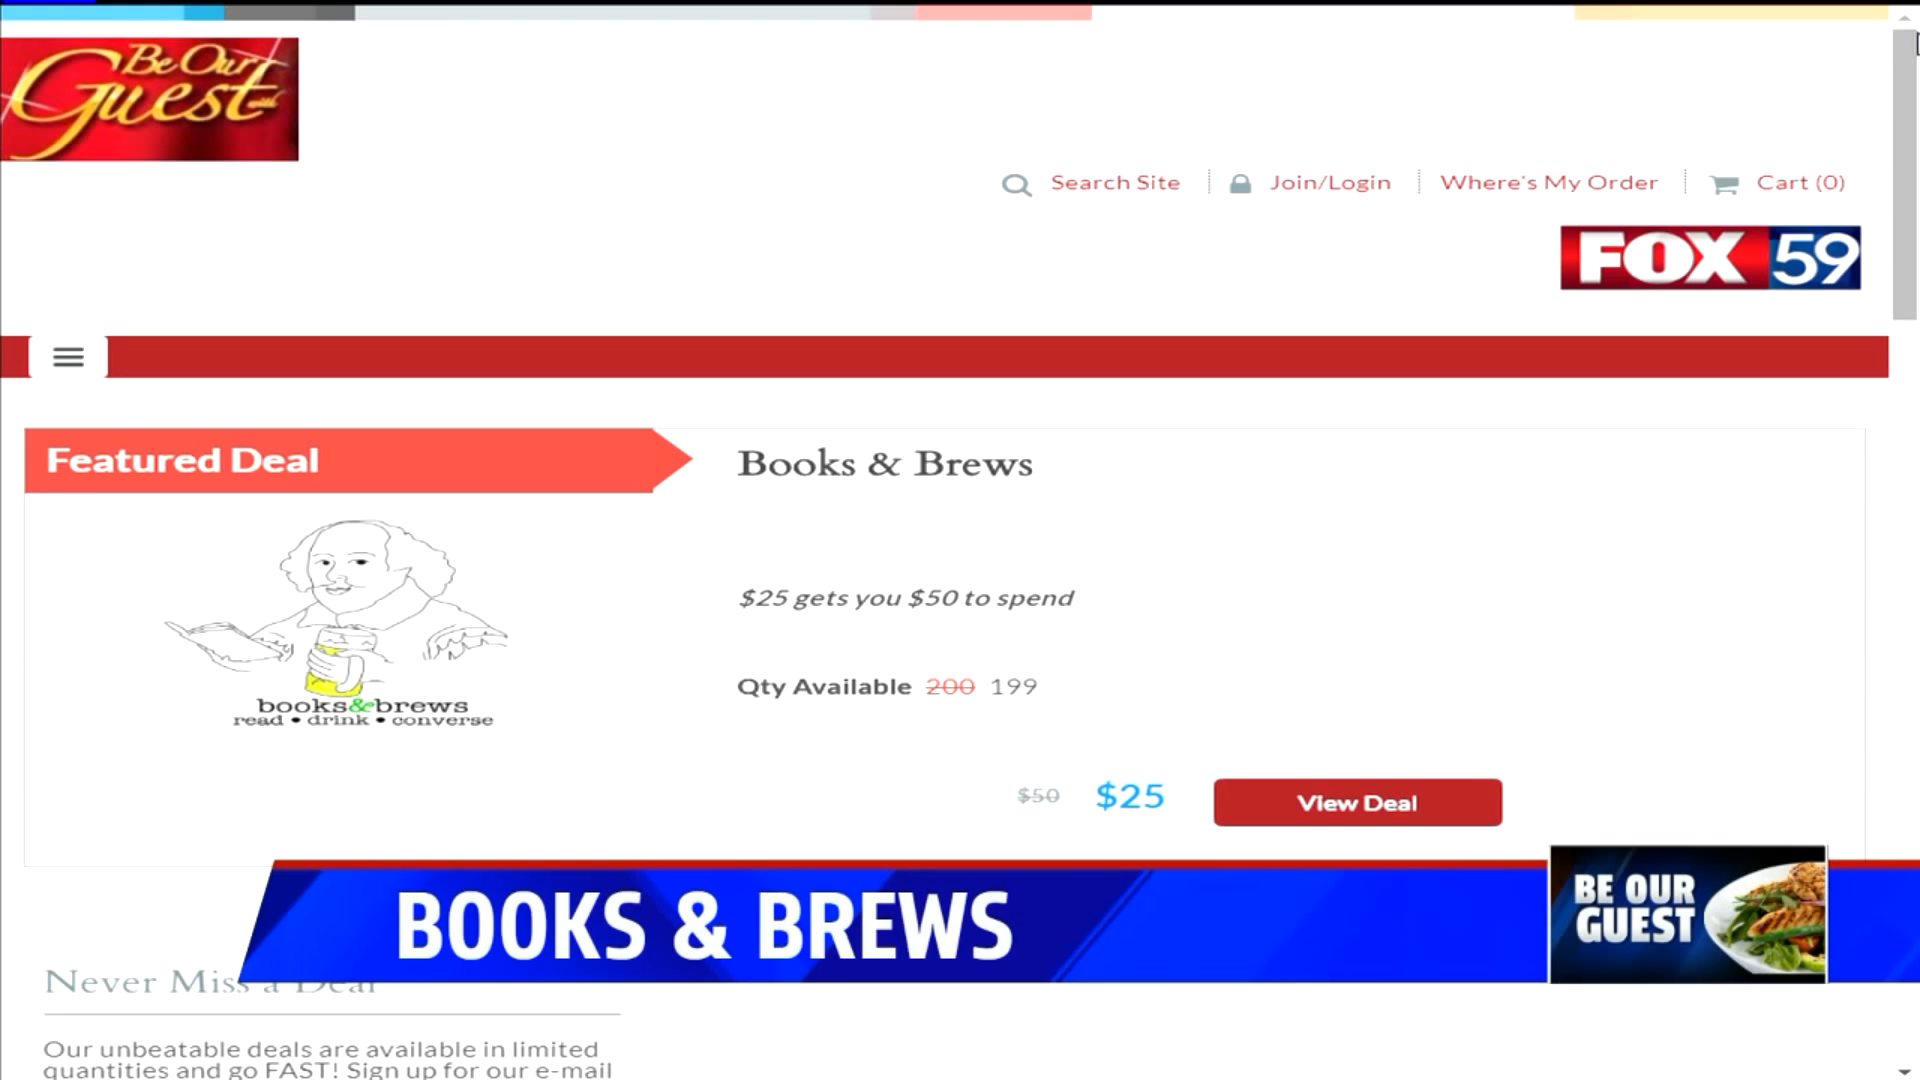 Be Our
Guest
Search Site
Join/Login
Where's My Order
Cart (0)
FOX 59
Featured Deal
Books & Brews
$25 gets you $50 to spend
Qty Available 200 199
books&brews
read • drink • converse
$50 $25
View Deal
BE OUR
GUEST
BOOKS & BREWS
Never Miss a Deal
Our unbeatable deals are available in limited
quantities and go FAST! Sign up for our e-mail